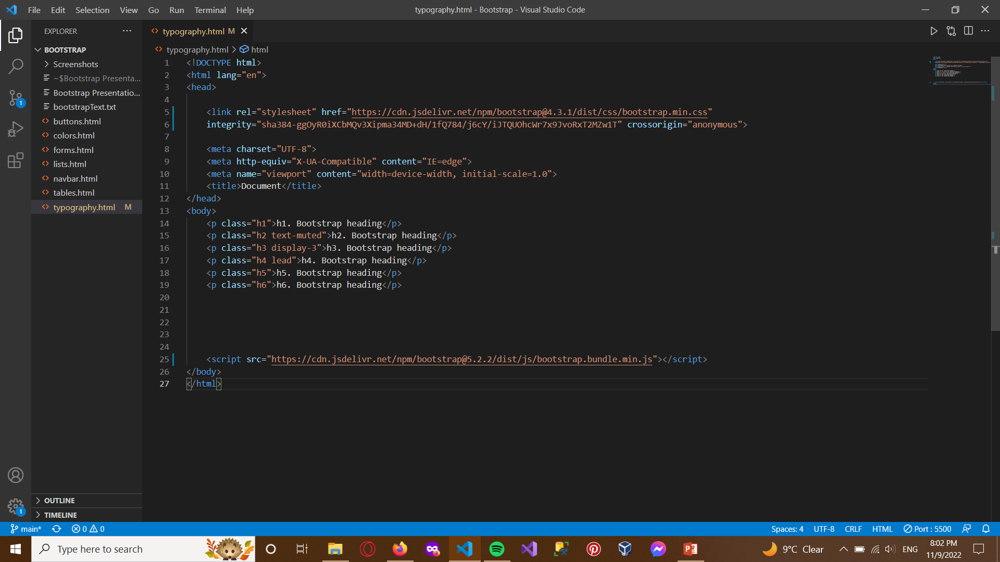 File Edit Selection View Go Run Terminal Help
typography.html - Bootstrap - Visual Studio Code
EXPLORER
typography.html M
BOOTSTRAP
typography.html > html
Screenshots
~$Bootstrap Presenta...
Bootstrap Presentatio...
bootstrapText.txt
buttons.html
colors.html
forms.html
lists.html
navbar.html
tables.html
typography.html M
1 <!DOCTYPE html>
2 <html lang="en">
3 <head>
4
5 <link rel="stylesheet" href="https://cdn.jsdelivr.net/npm/bootstrap@4.3.1/dist/css/bootstrap.min.css"
6 integrity="sha384-ggOyR0iXCbMQv3Xipma34MD+dH/1fQ784/j6cY/iJTQUOhcWr7x9JvoRxT2MZw1T" crossorigin="anonymous">
7
8 <meta charset="UTF-8">
9 <meta http-equiv="X-UA-Compatible" content="IE=edge">
10 <meta name="viewport" content="width=device-width, initial-scale=1.0">
11 <title>Document</title>
12 </head>
13 <body>
14 <p class="h1">h1. Bootstrap heading</p>
15 <p class="h2 text-muted">h2. Bootstrap heading</p>
16 <p class="h3 display-3">h3. Bootstrap heading</p>
17 <p class="h4 lead">h4. Bootstrap heading</p>
18 <p class="h5">h5. Bootstrap heading</p>
19 <p class="h6">h6. Bootstrap heading</p>
20
21
22
23
24
25 <script src="https://cdn.jsdelivr.net/npm/bootstrap@5.2.2/dist/js/bootstrap.bundle.min.js"></script>
26 </body>
27 </html>
1
1
OUTLINE
TIMELINE
main* 0 0
Spaces: 4 UTF-8 CRLF HTML Port : 5500
Type here to search
9°C Clear
ENG
8:02 PM
11/9/2022